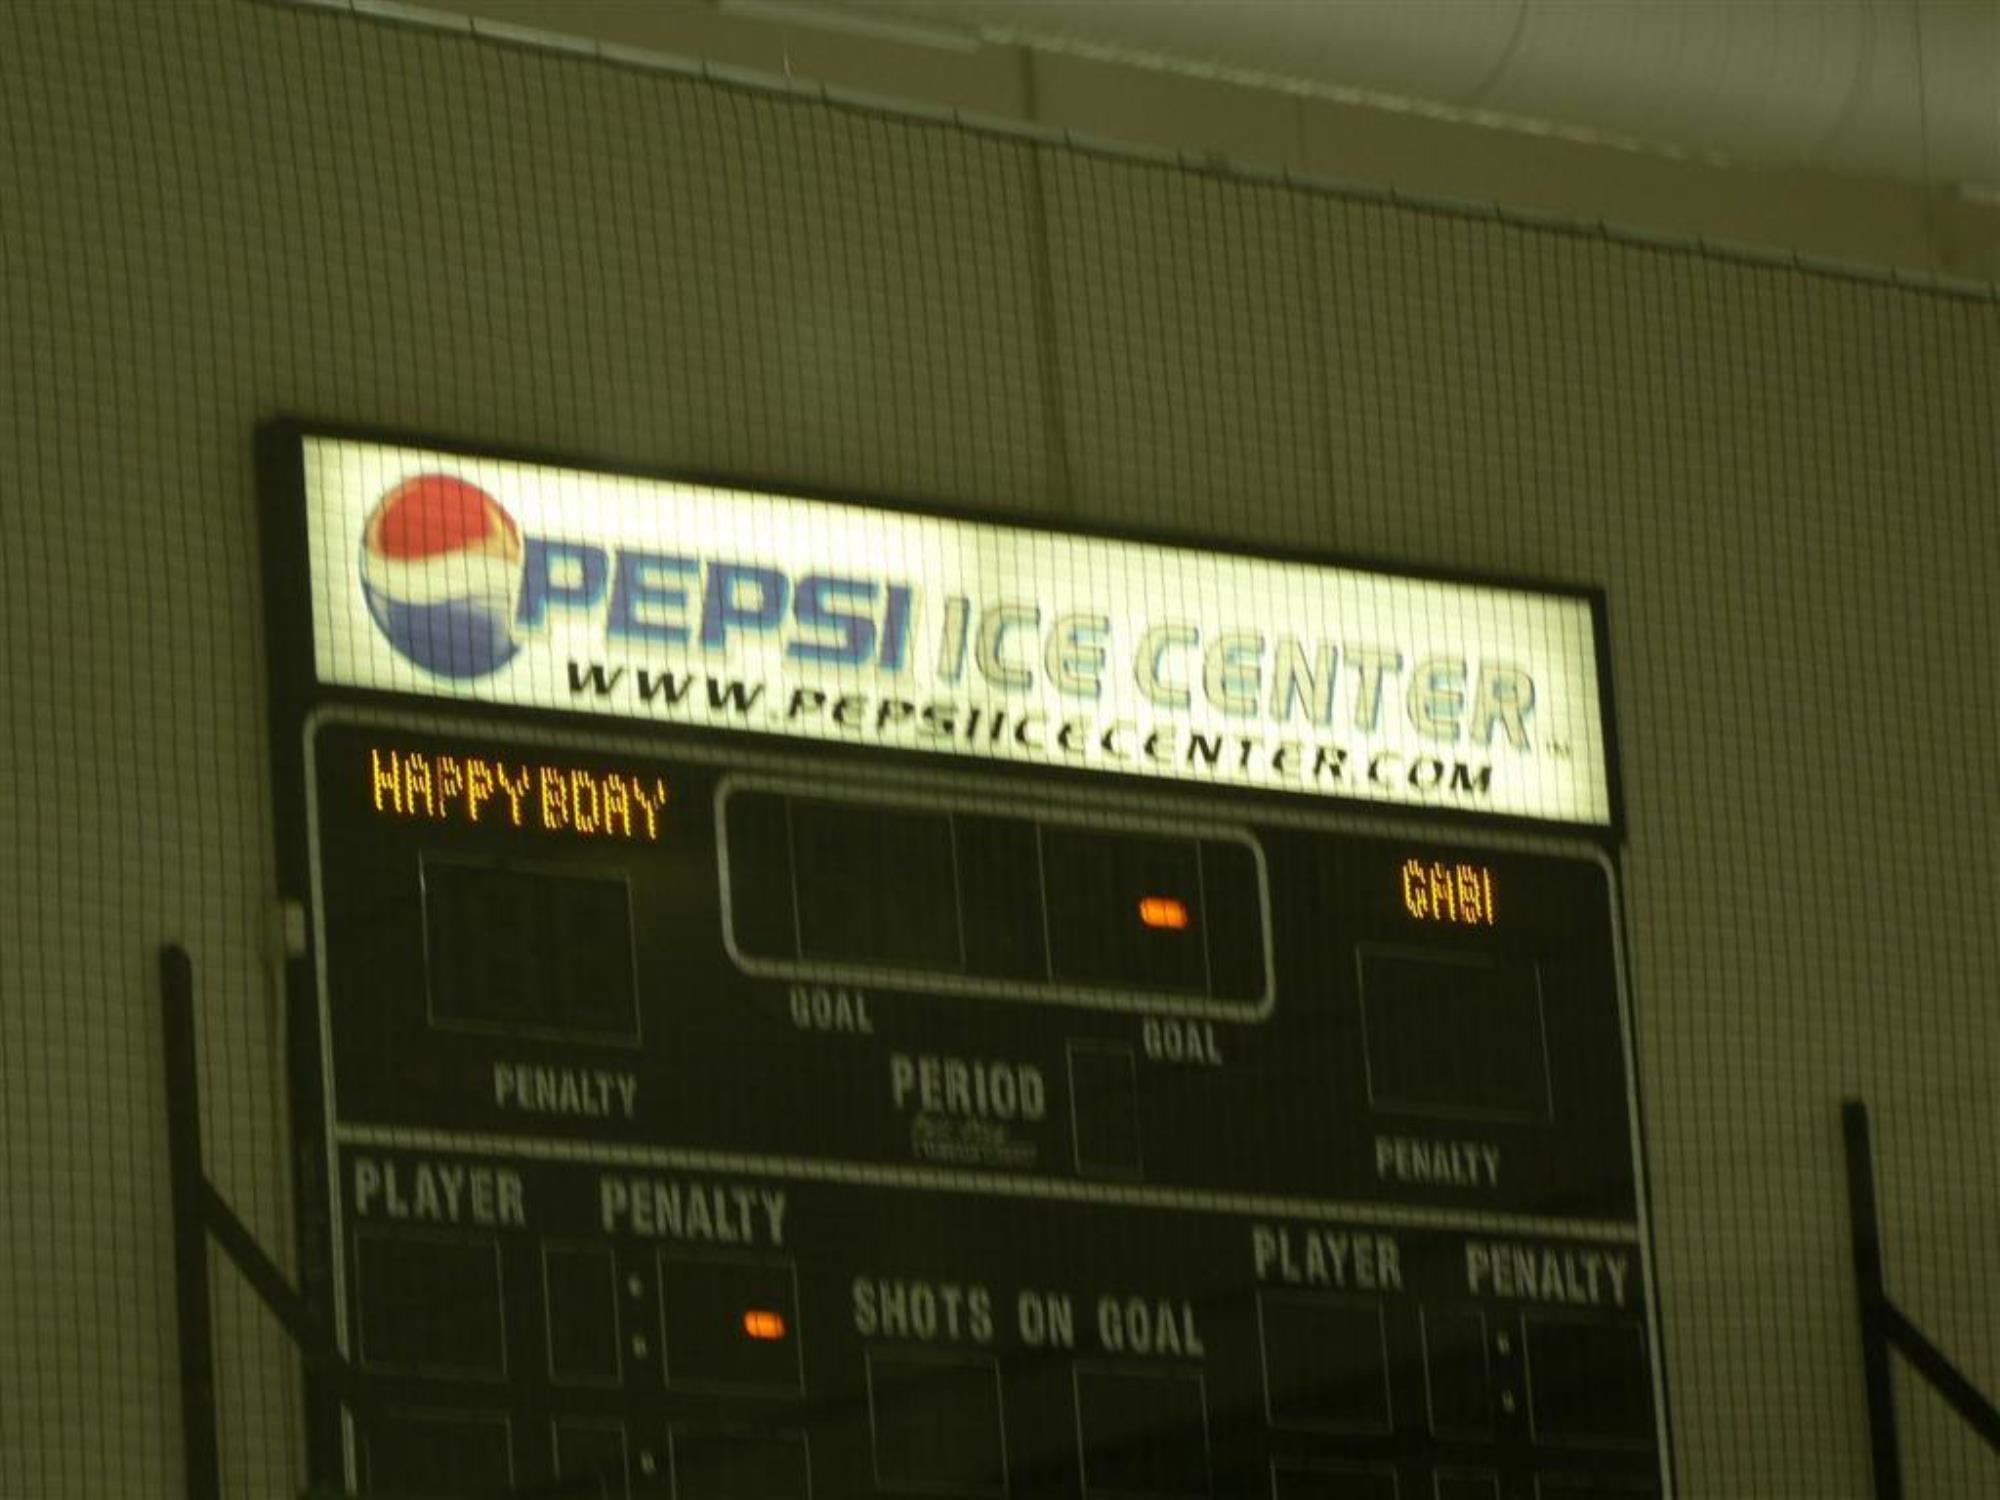 PEPSI ICE CENTER
WWW.PEPSIICECENTER.COM
HAPPY BDAY
GABI
GOAL
GOAL
PENALTY
PERIOD
PENALTY
PLAYER
PENALTY
PLAYER
PENALTY
SHOTS ON GOAL